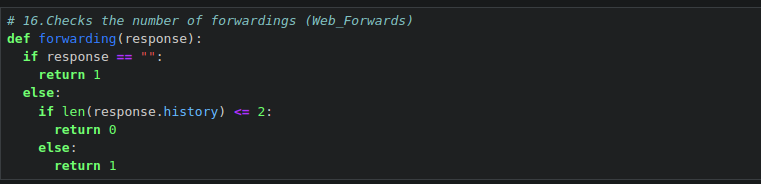 # 16.Checks the number of forwardings (Web_Forwards)
def forwarding(response):
  if response == "":
    return 1
  else:
    if len(response.history) <= 2:
      return 0
    else:
      return 1